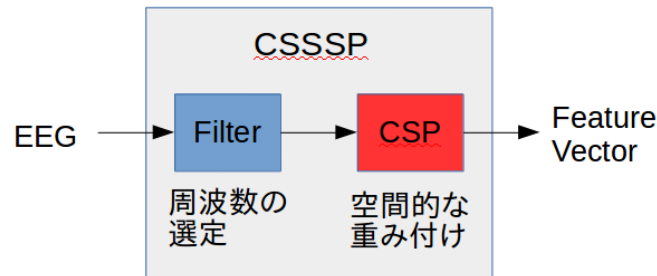 CSSSP
EEG
Filter
CSP
Feature
Vector
周波数の
選定
空間的な
重み付け